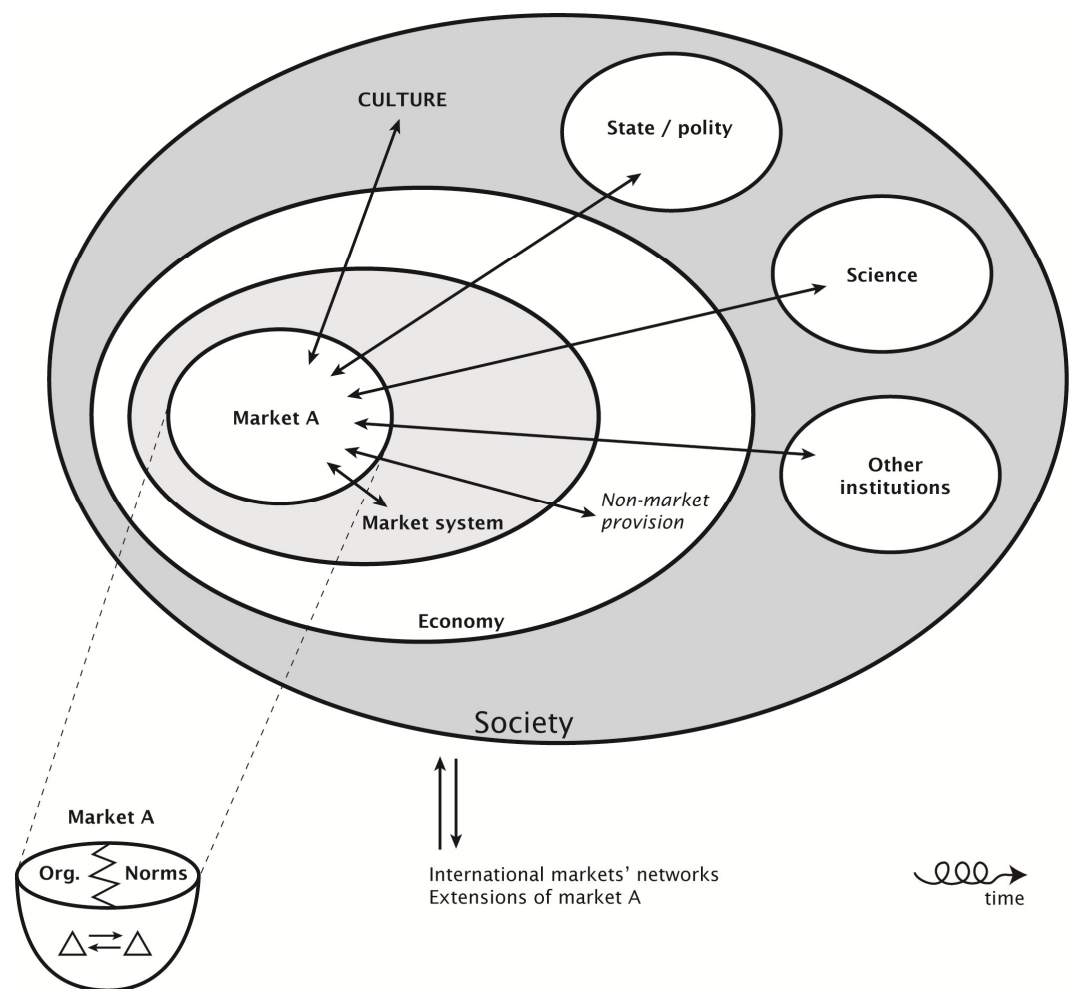 CULTURE
State / polity
Science
Market A
Other
institutions
Non-market
provision
Market system
Economy
Society
Market A
Org. Norms
International markets’ networks
Extensions of market A
time